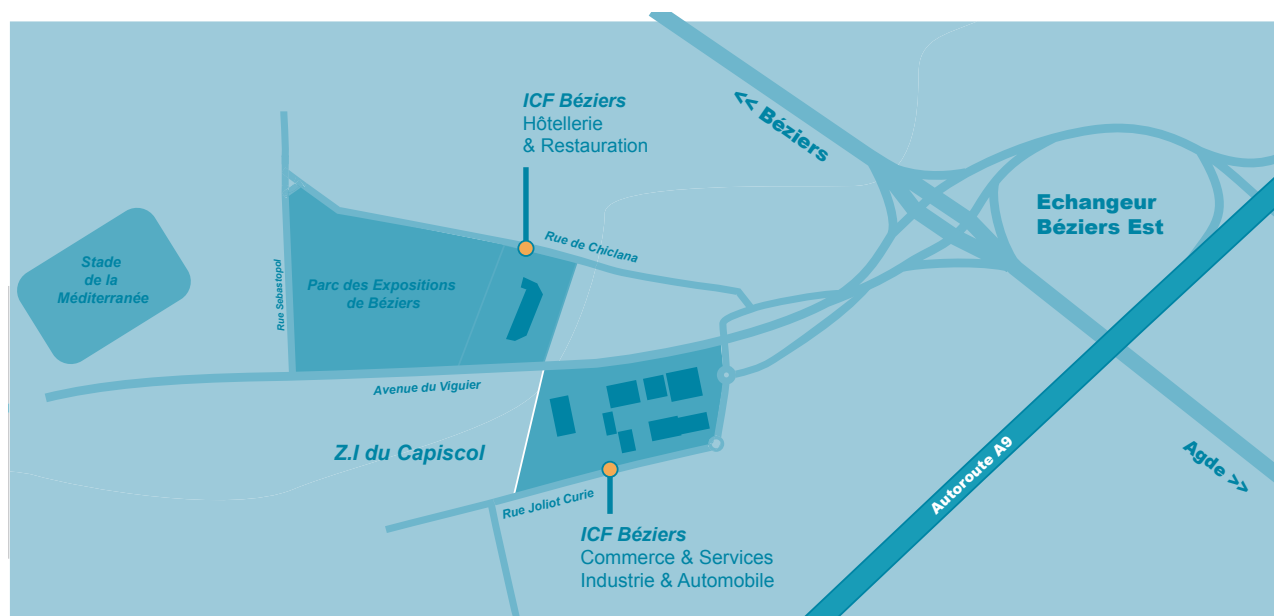 ICF Béziers
Hôtellerie
& Restauration
<< Béziers
Echangeur
Béziers Est
Rue de Chiclana
Stade
de la
Méditerranée
Rue Sebastopol
Parc des Expositions
de Béziers
Avenue du Viguier
Z.I du Capiscol
Rue Joliot Curie
Autoroute A9
Agde >>
ICF Béziers
Commerce & Services
Industrie & Automobile